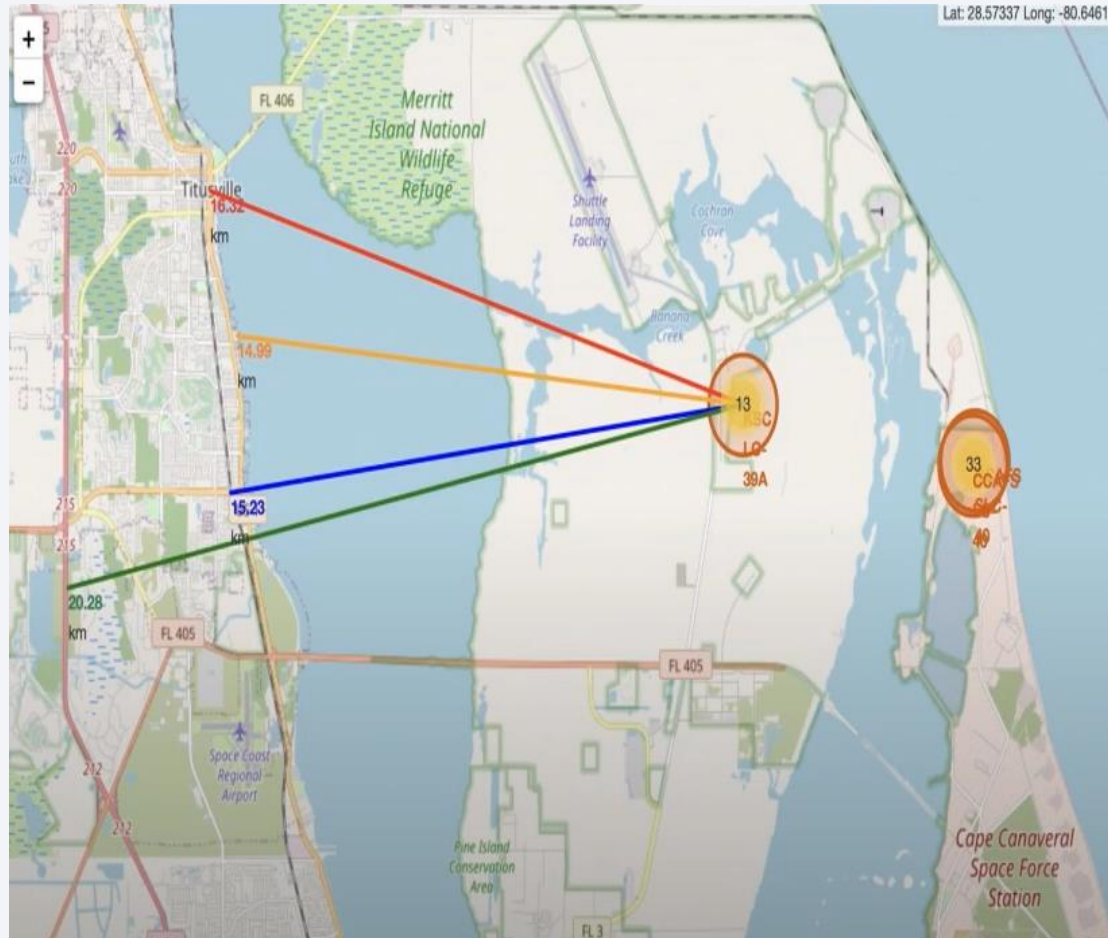 Lat: 28.57337 Long: -80.6461
+
−
5
FL 406
Merritt
Island National
Wildlife
Refuge
220
220
Titusville
16.32
km
Shuttle
Landing
Facility
Cochran
Cove
Banana
Creek
14.99
km
13
KSC
LC-
39A
33
215
15.23
km
215
20.28
km
FL 405
FL 405
Space Coast
Regional
Airport
212
212
Pine Island
Conservation
Area
Cape Canaveral
Space Force
Station
FL 3